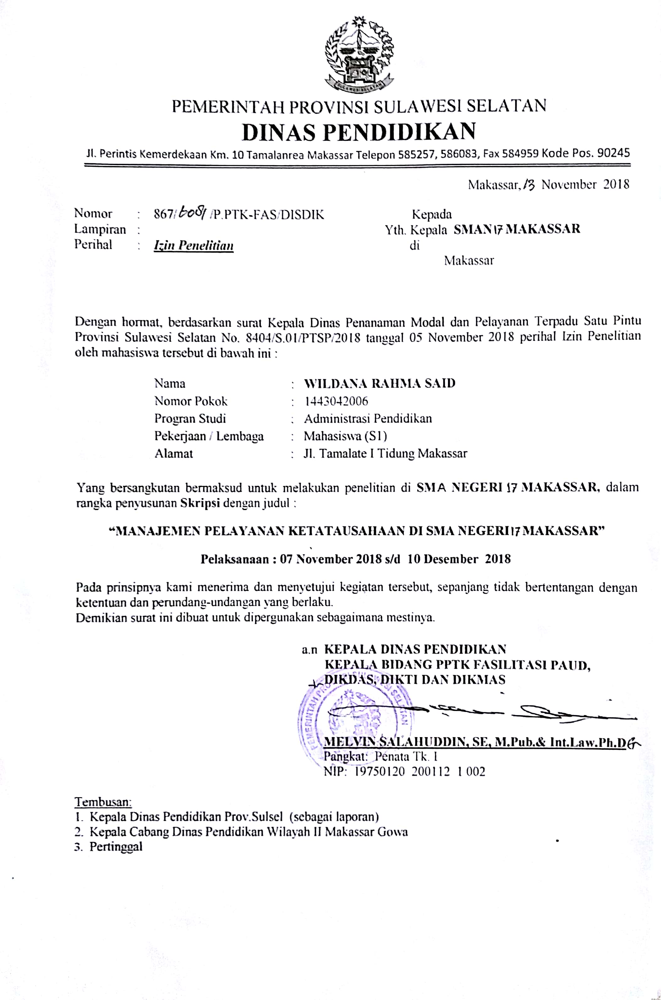 SULAWESI SELATAN
PEMERINTAH PROVINSI SULAWESI SELATAN
DINAS PENDIDIKAN
Jl. Perintis Kemerdekaan Km. 10 Tamalanrea Makassar Telepon 585257, 586083, Fax 584959 Kode Pos. 90245
Makassar, 13 November 2018
Nomor : 867/6081/P.PTK-FAS/DISDIK
Lampiran :
Perihal : Izin Penelitian
Kepada
Yth. Kepala SMAN 17 MAKASSAR
di
Makassar
Dengan hormat, berdasarkan surat Kepala Dinas Penanaman Modal dan Pelayanan Terpadu Satu Pintu
Provinsi Sulawesi Selatan No. 8404/S.01/PTSP/2018 tanggal 05 November 2018 perihal Izin Penelitian
oleh mahasiswa tersebut di bawah ini :
Nama : WILDANA RAHMA SAID
Nomor Pokok : 1443042006
Progran Studi : Administrasi Pendidikan
Pekerjaan / Lembaga : Mahasiswa (S1)
Alamat : Jl. Tamalate I Tidung Makassar
Yang bersangkutan bermaksud untuk melakukan penelitian di SMA NEGERI 17 MAKASSAR, dalam
rangka penyusunan Skripsi dengan judul :
“MANAJEMEN PELAYANAN KETATAUSAHAAN DI SMA NEGERI 17 MAKASSAR”
Pelaksanaan : 07 November 2018 s/d 10 Desember 2018
Pada prinsipnya kami menerima dan menyetujui kegiatan tersebut, sepanjang tidak bertentangan dengan
ketentuan dan perundang-undangan yang berlaku.
Demikian surat ini dibuat untuk dipergunakan sebagaimana mestinya.
a.n KEPALA DINAS PENDIDIKAN
KEPALA BIDANG PPTK FASILITASI PAUD,
DIKDAS, DIKTI DAN DIKMAS
PEMERINTAH PROVINSI SULAWESI SELATAN
MELVIN SALAHUDDIN, SE, M.Pub.& Int.Law.Ph.D
Pangkat: Penata Tk. I
NIP: 19750120 200112 1 002
Tembusan:
1. Kepala Dinas Pendidikan Prov.Sulsel (sebagai laporan)
2. Kepala Cabang Dinas Pendidikan Wilayah II Makassar Gowa
3. Pertinggal